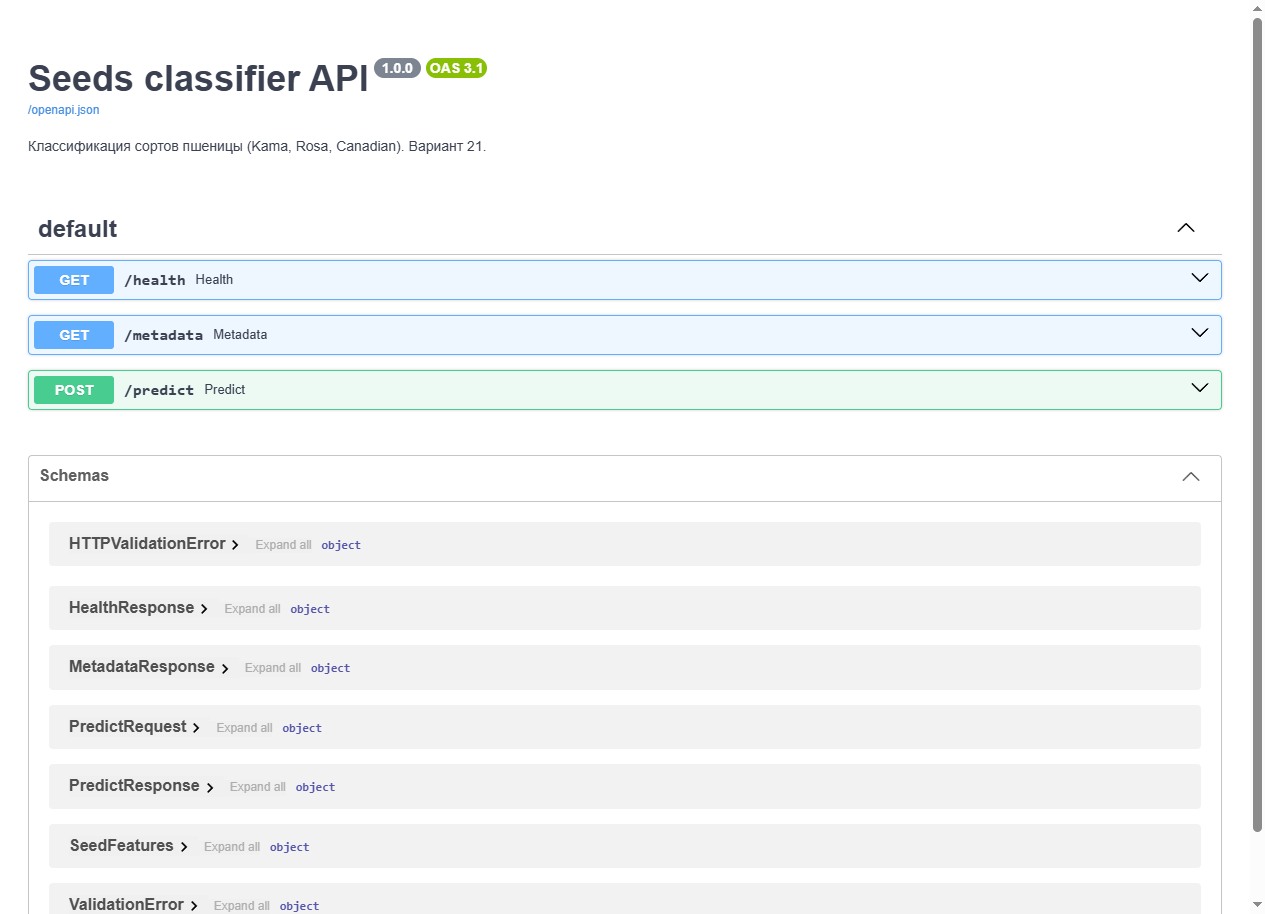 Seeds classifier API 1.0.0 OAS 3.1
/openapi.json
Классификация сортов пшеницы (Kama, Rosa, Canadian). Вариант 21.
default
GET /health Health
GET /metadata Metadata
POST /predict Predict
Schemas
HTTPValidationError Expand all object
HealthResponse Expand all object
MetadataResponse Expand all object
PredictRequest Expand all object
PredictResponse Expand all object
SeedFeatures Expand all object
ValidationError Expand all object